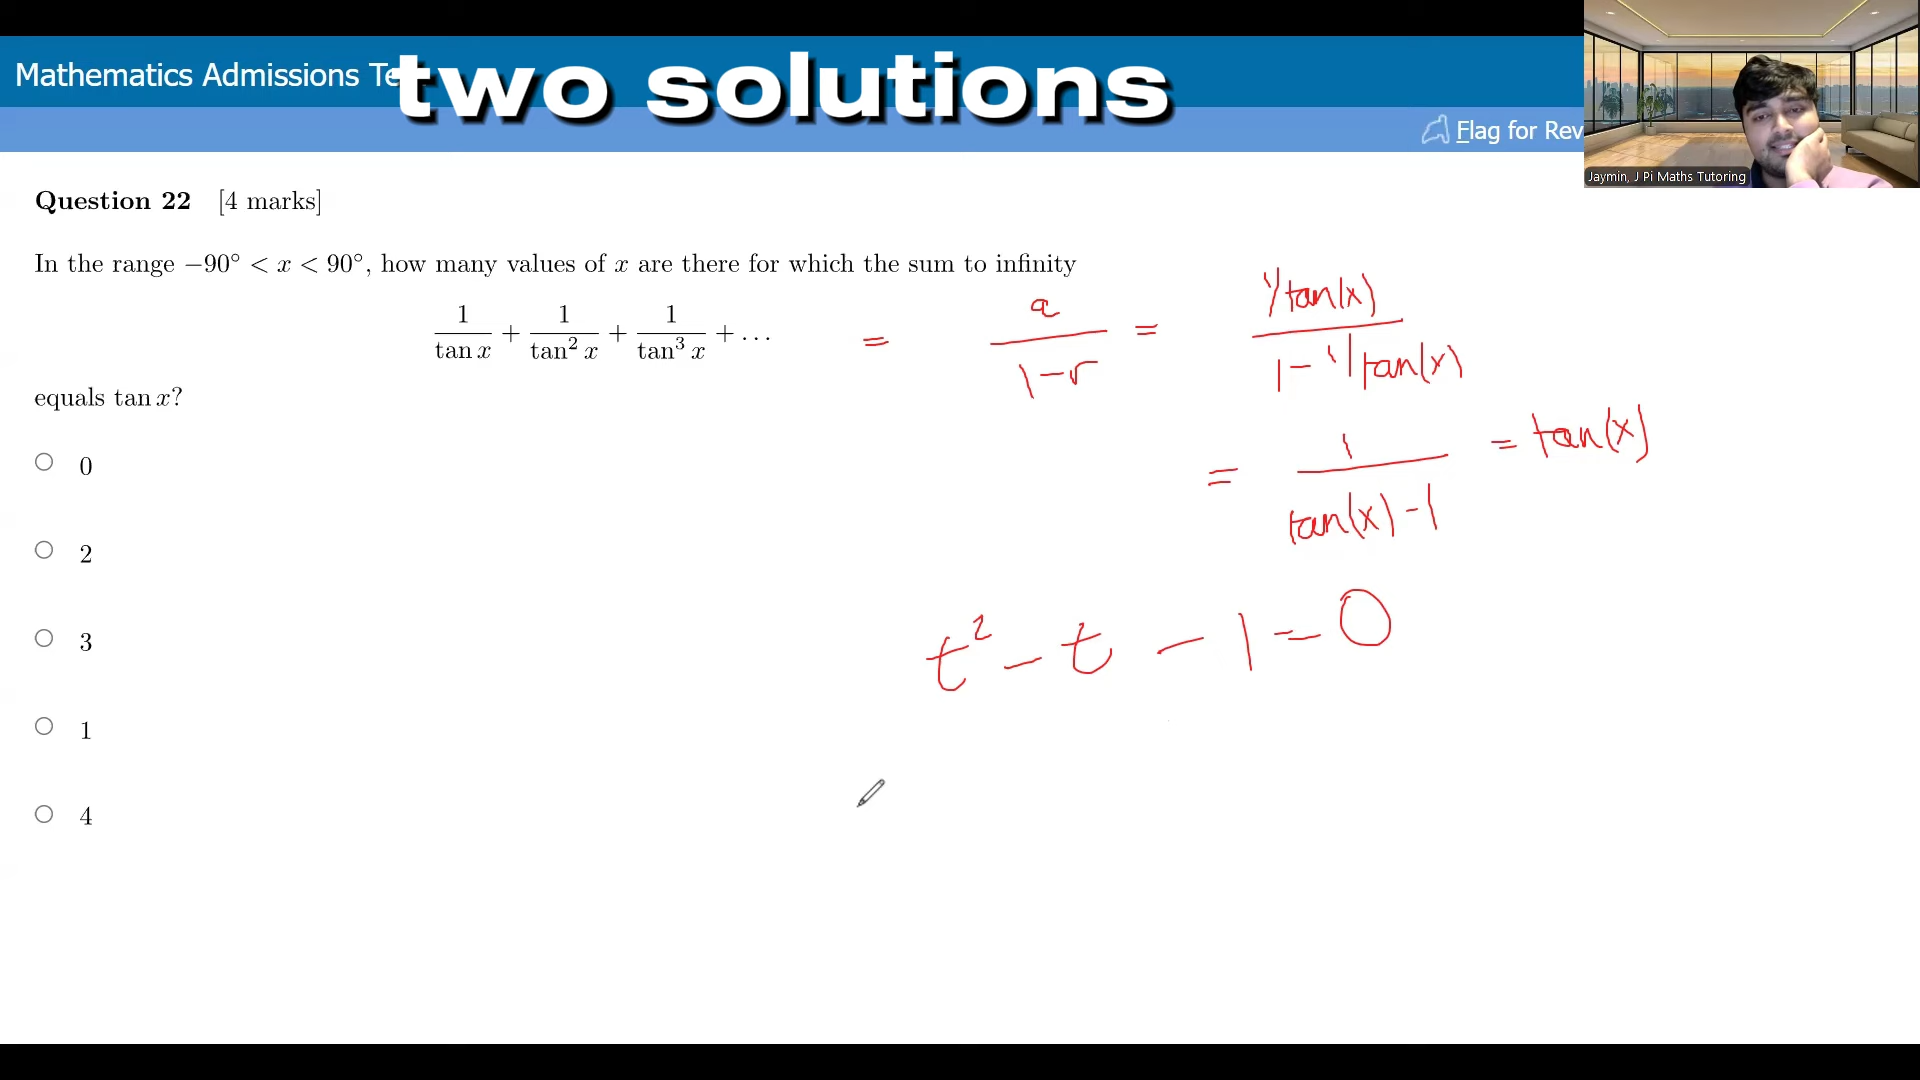 Mathematics Admissions Te
two solutions
Flag for Rev
Jaymin, J Pi Maths Tutoring
Question 22 [4 marks]
In the range −90° < x < 90°, how many values of x are there for which the sum to infinity
1/tan x + 1/tan² x + 1/tan³ x + ...
= a/(1-r) = (1/tan(x))/(1-1/tan(x))
equals tan x?
= 1/(tan(x)-1) = tan(x)
0
2
t² - t - 1 = 0
3
1
4